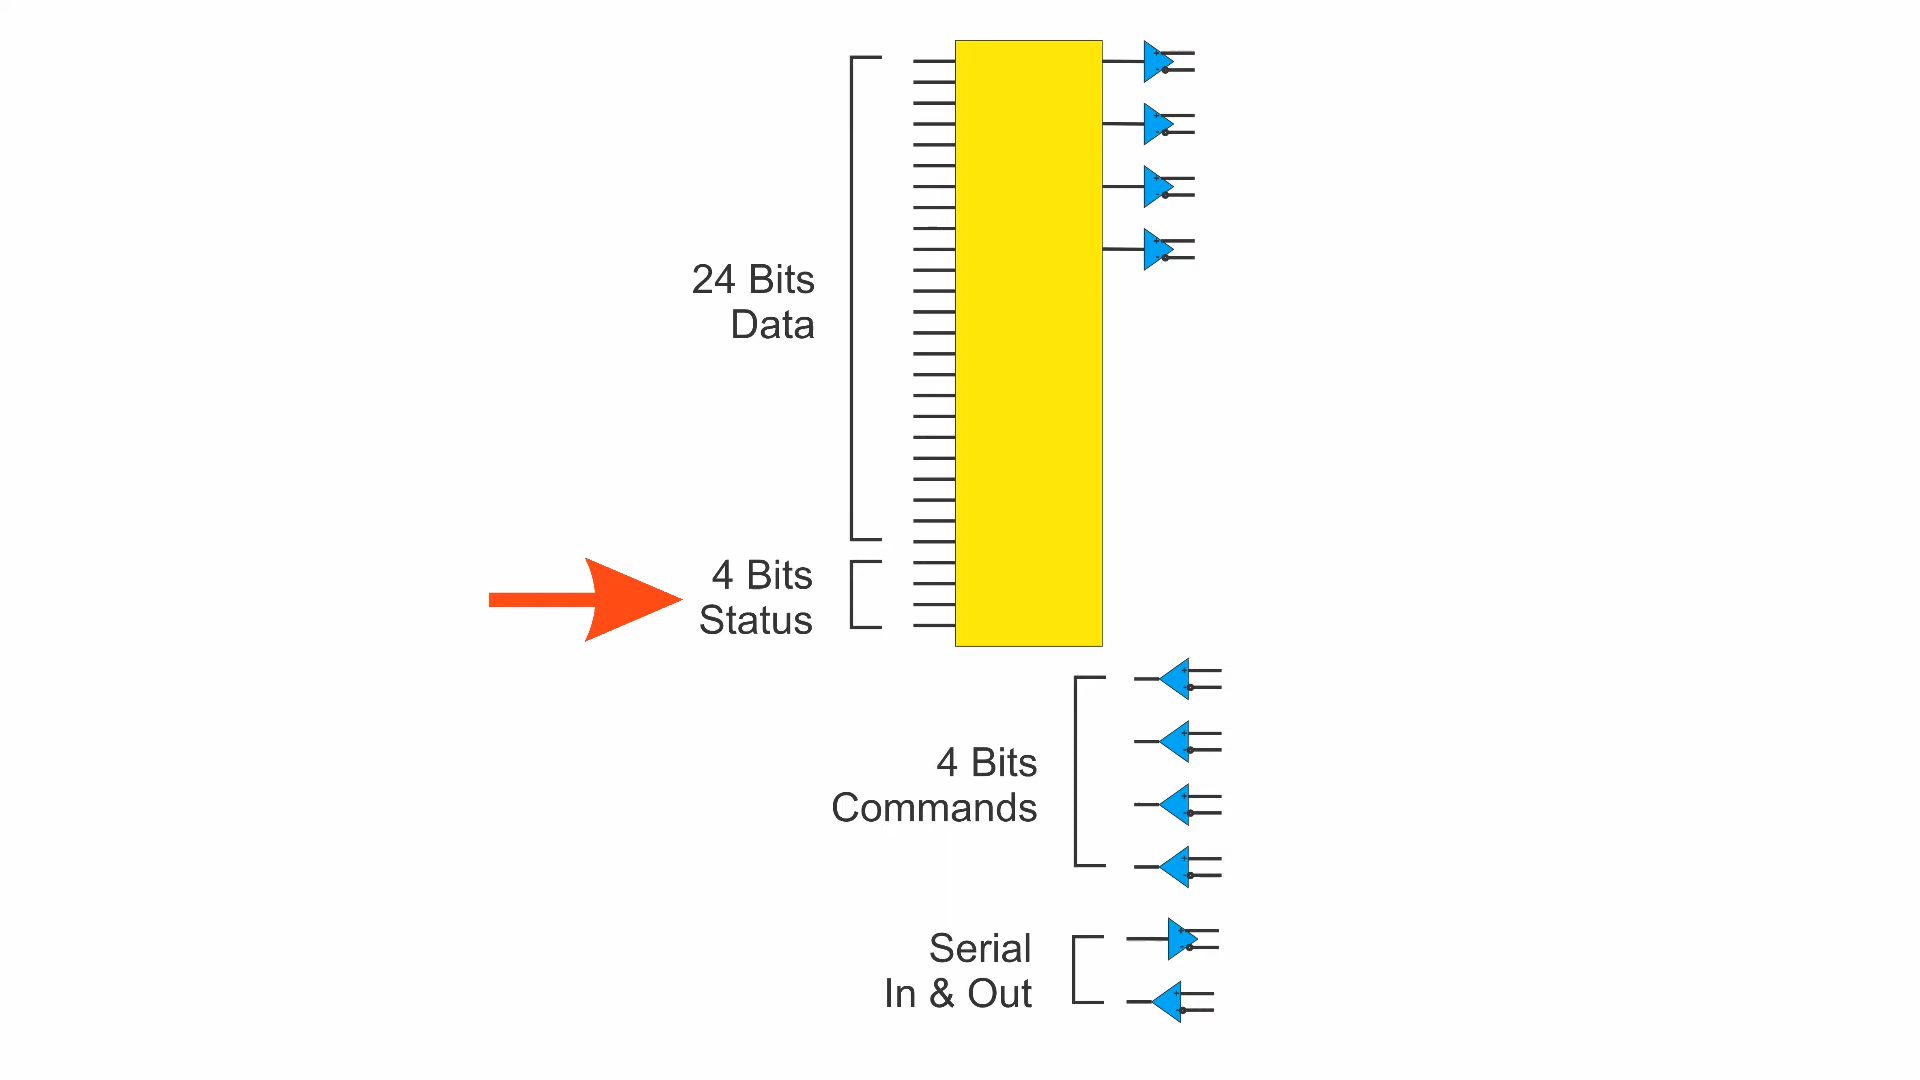 24 Bits
Data
4 Bits
Status
4 Bits
Commands
Serial
In & Out